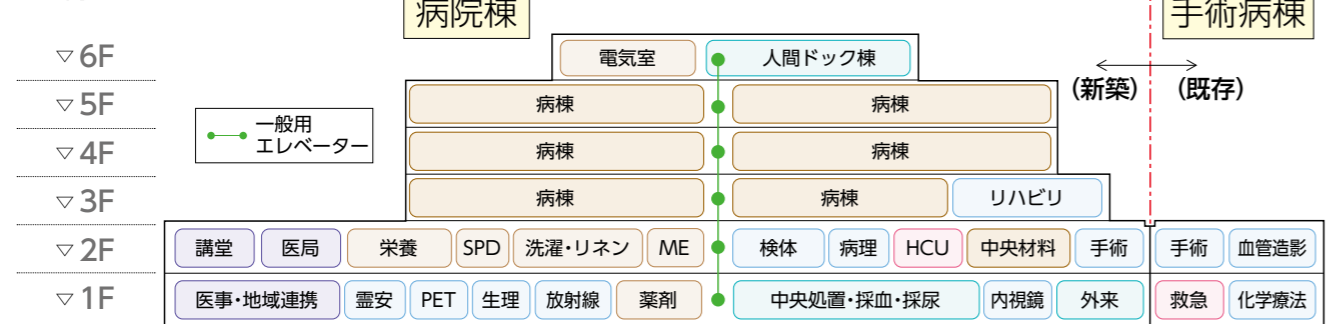 病院棟
手術病棟
▽6F
電気室
人間ドック棟
(新築)
(既存)
▽5F
病棟
病棟
一般用
エレベーター
▽4F
病棟
病棟
▽3F
病棟
病棟
リハビリ
▽2F
講堂
医局
栄養
SPD
洗濯・リネン
ME
検体
病理
HCU
中央材料
手術
手術
血管造影
▽1F
医事・地域連携
霊安
PET
生理
放射線
薬剤
中央処置・採血・採尿
内視鏡
外来
救急
化学療法